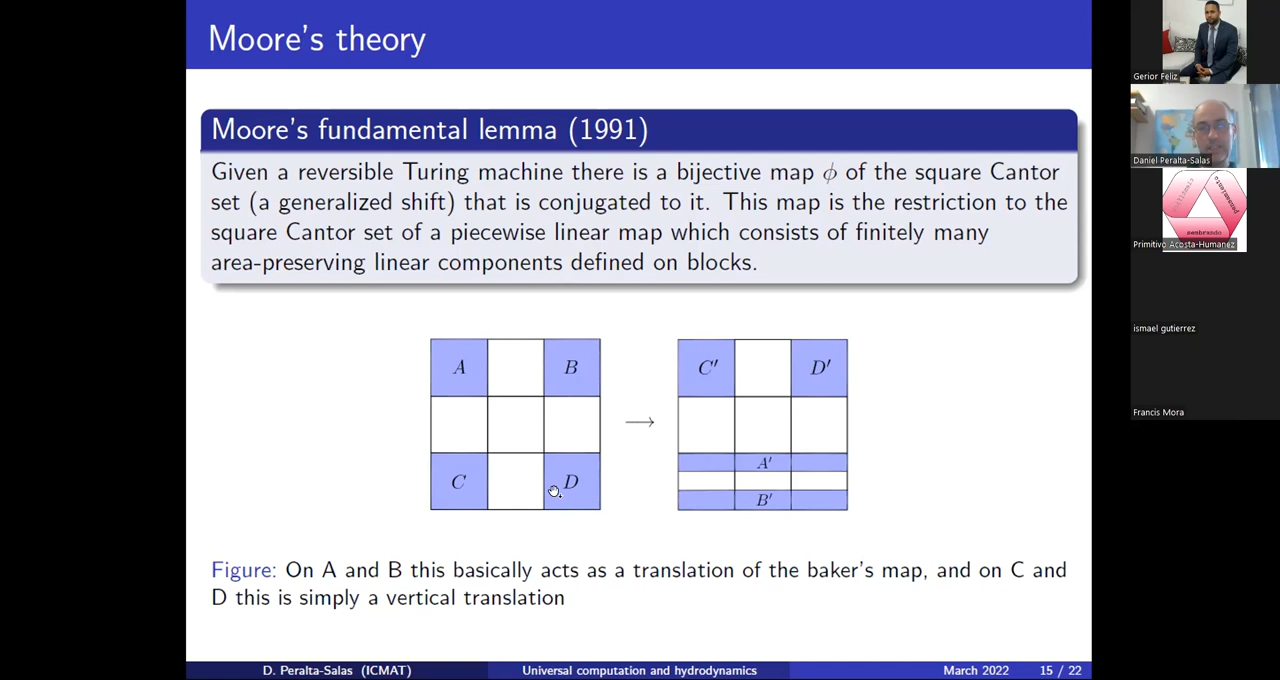 Moore's theory
Moore's fundamental lemma (1991)
Given a reversible Turing machine there is a bijective map ϕ of the square Cantor
set (a generalized shift) that is conjugated to it. This map is the restriction to the
square Cantor set of a piecewise linear map which consists of finitely many
area-preserving linear components defined on blocks.
A
B
C
D
→
C′
D′
A′
B′
Figure: On A and B this basically acts as a translation of the baker's map, and on C and
D this is simply a vertical translation
D. Peralta-Salas (ICMAT)
Universal computation and hydrodynamics
March 2022
15 / 22
Gerior Feliz
Daniel Peralta-Salas
pensamiento
sembrando
Primitivo Acosta-Humanez
ismael gutierrez
Francis Mora